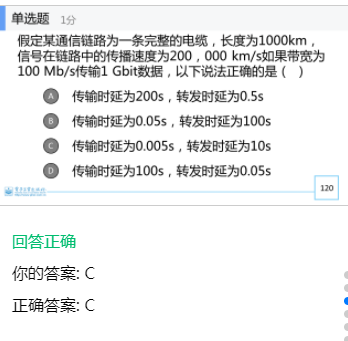 单选题 1分
假定某通信链路为一条完整的电缆，长度为1000km，
信号在链路中的传播速度为200，000 km/s如果带宽为
100 Mb/s传输1 Gbit数据，以下说法正确的是（ ）
A 传输时延为200s，转发时延为0.5s
B 传输时延为0.05s，转发时延为100s
C 传输时延为0.005s，转发时延为10s
D 传输时延为100s，转发时延为0.05s
120
回答正确
你的答案: C
正确答案: C